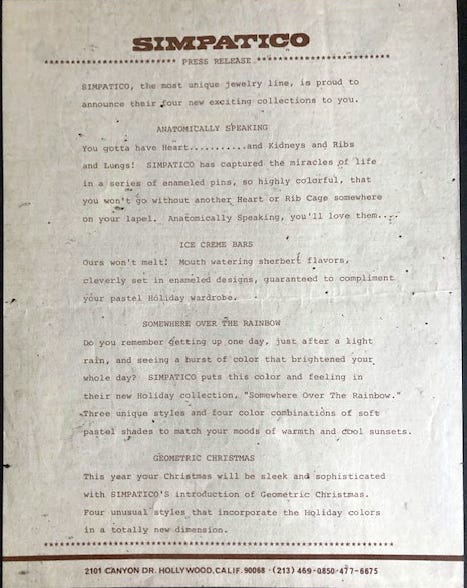 SIMPATICO
************************** PRESS RELEASE **************************
SIMPATICO, the most unique jewelry line, is proud to
announce their four new exciting collections to you.
ANATOMICALLY SPEAKING
You gotta have Heart...........and Kidneys and Ribs
and Lungs! SIMPATICO has captured the miracles of life
in a series of enameled pins, so highly colorful, that
you won't go without another Heart or Rib Cage somewhere
on your lapel. Anatomically Speaking, you'll love them....
ICE CREME BARS
Ours won't melt! Mouth watering sherbert flavors,
cleverly set in enameled designs, guaranteed to compliment
your pastel Holiday wardrobe.
SOMEWHERE OVER THE RAINBOW
Do you remember getting up one day, just after a light
rain, and seeing a burst of color that brightened your
whole day? SIMPATICO puts this color and feeling in
their new Holiday collection, "Somewhere Over The Rainbow."
Three unique styles and four color combinations of soft
pastel shades to match your moods of warmth and cool sunsets.
GEOMETRIC CHRISTMAS
This year your Christmas will be sleek and sophisticated
with SIMPATICO'S introduction of Geometric Christmas.
Four unusual styles that incorporate the Holiday colors
in a totally new dimension.
****************************************************************
2101 CANYON DR. HOLLYWOOD, CALIF. 90068 · (213) 469-0850-477-6675